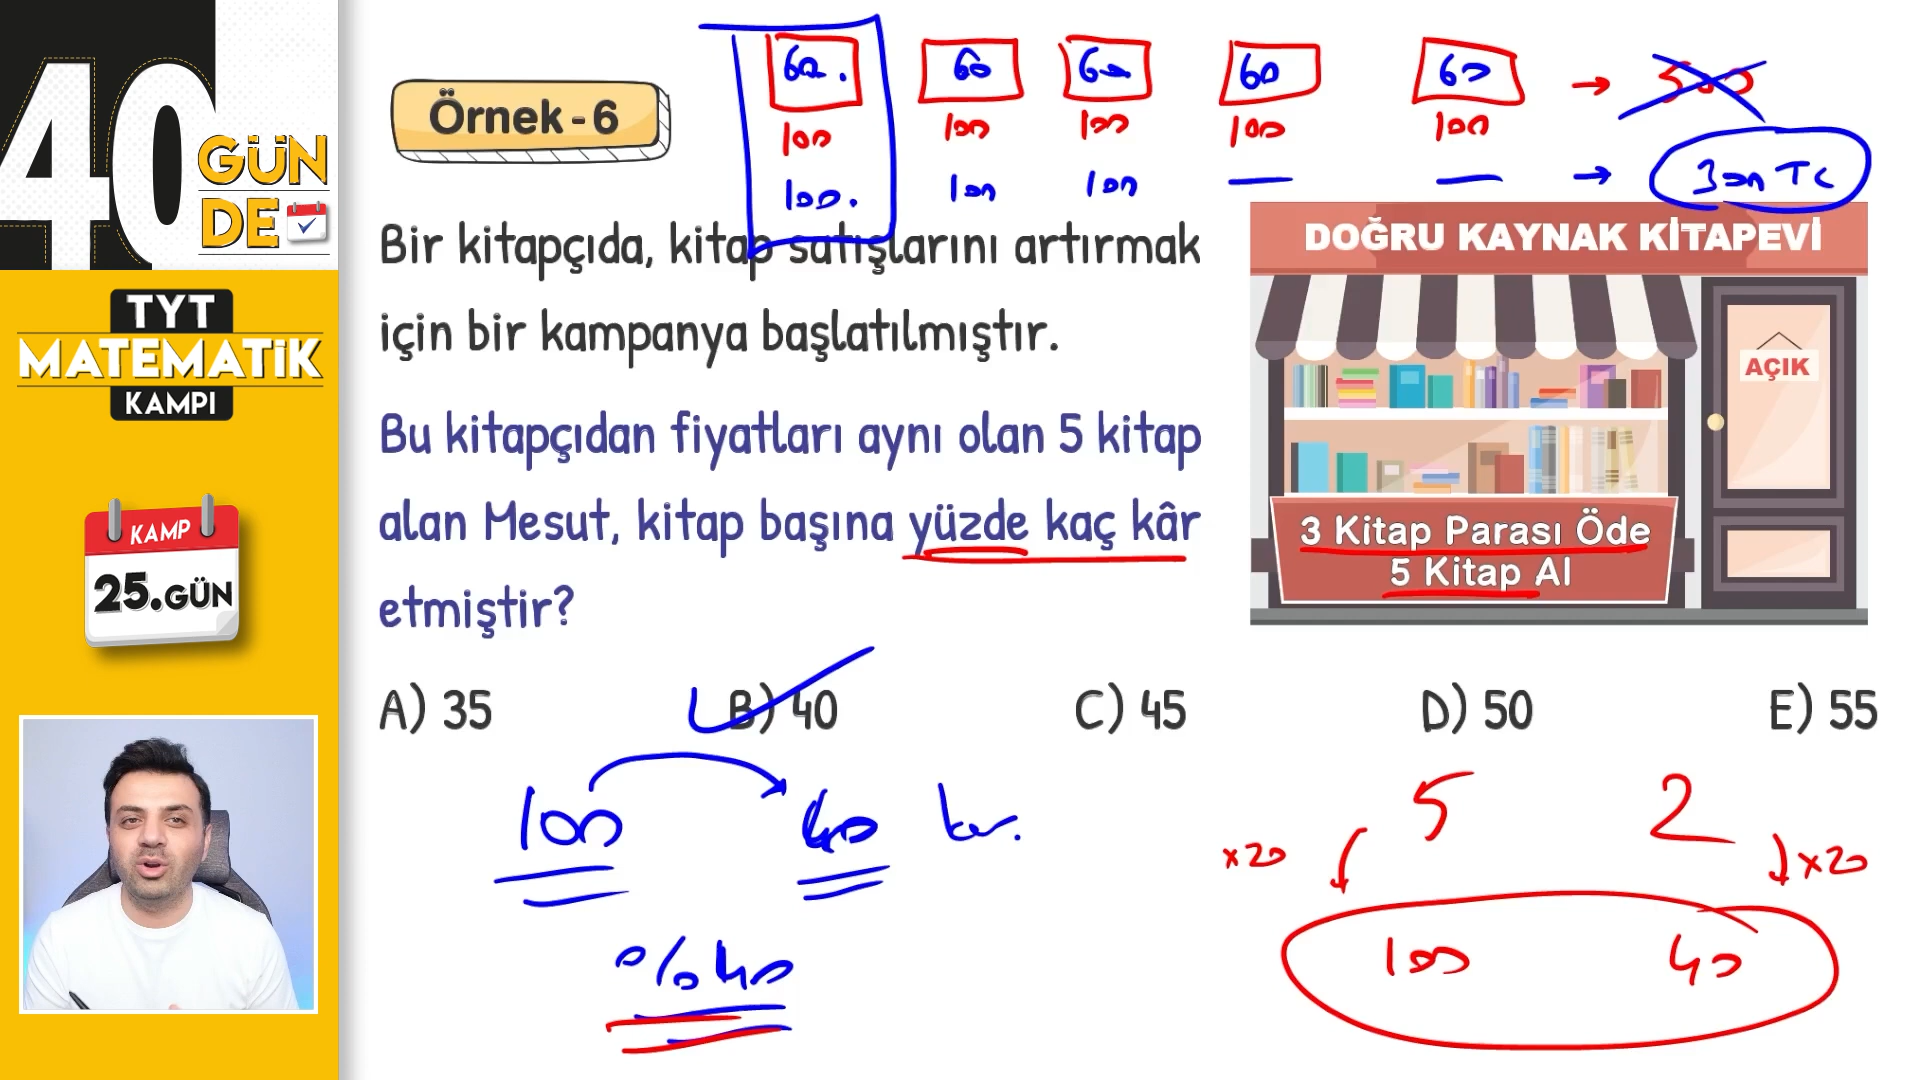 40
GÜN
DE
TYT
MATEMATİK
KAMPI
KAMP
25.GÜN
Örnek - 6
60 60 60 60 60 → 500
100 100 100 100 100
100 100 100 — — → 300 TL
Bir kitapçıda, kitap satışlarını artırmak
için bir kampanya başlatılmıştır.
Bu kitapçıdan fiyatları aynı olan 5 kitap
alan Mesut, kitap başına yüzde kaç kâr
etmiştir?
DOĞRU KAYNAK KİTAPEVİ
AÇIK
3 Kitap Parası Öde
5 Kitap Al
A) 35 B) 40 C) 45 D) 50 E) 55
100 40 kar.
%40
5 2
x20 x20
100 40